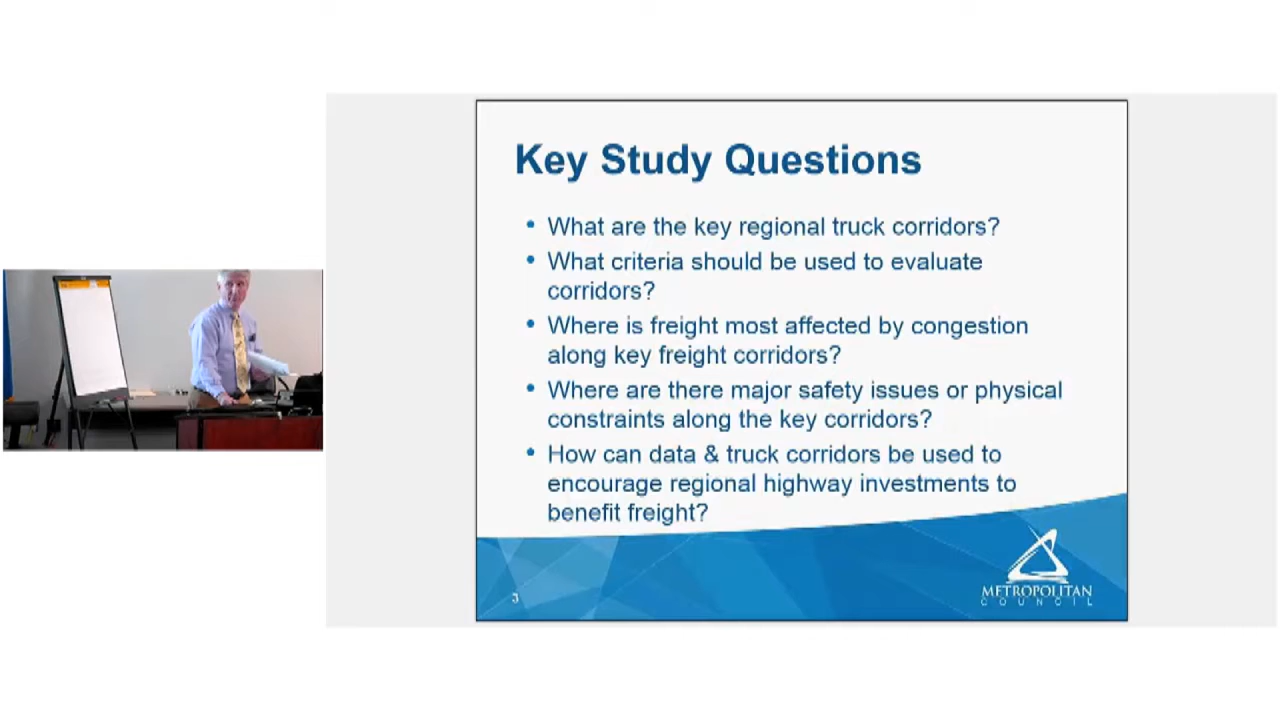 Key Study Questions
• What are the key regional truck corridors?
• What criteria should be used to evaluate
corridors?
• Where is freight most affected by congestion
along key freight corridors?
• Where are there major safety issues or physical
constraints along the key corridors?
• How can data & truck corridors be used to
encourage regional highway investments to
benefit freight?
3
METROPOLITAN
COUNCIL